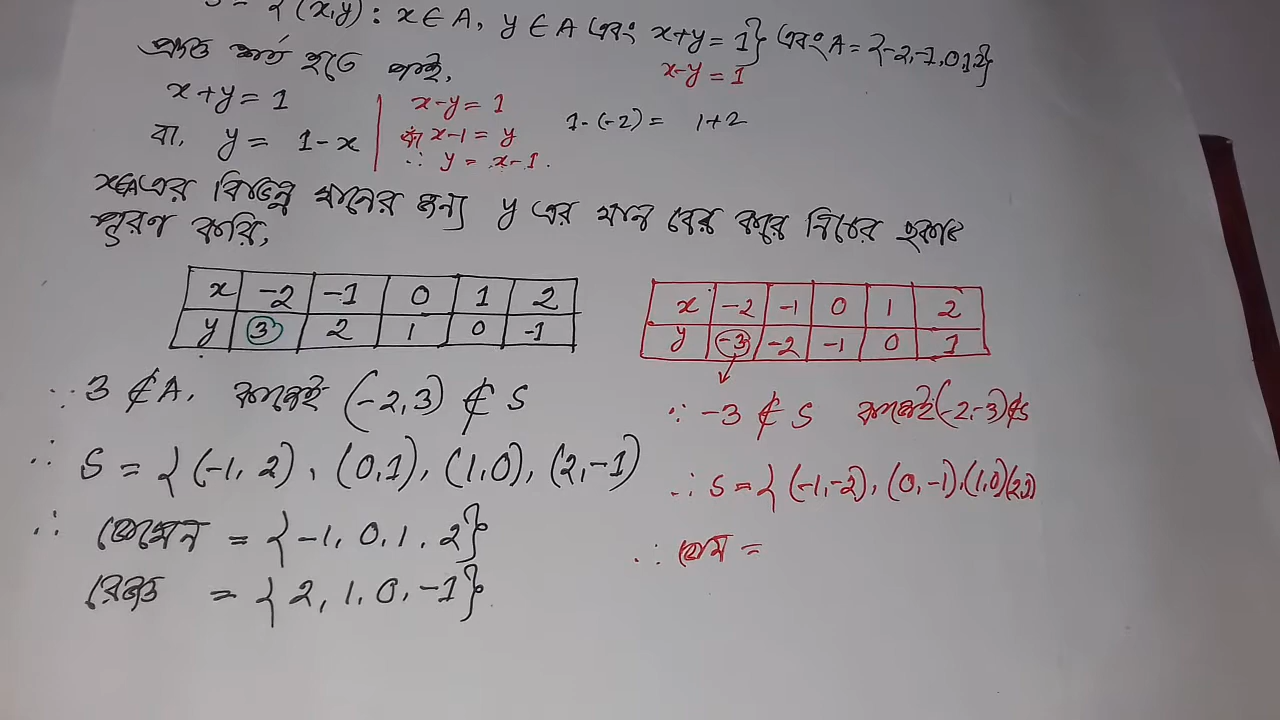 S = {(x,y) : x∈A, y∈A এবং x+y = 1} এবং A = {-2,-1,0,1,2}
x-y = 1
প্রদত্ত শর্ত হতে পাই,
x+y = 1
বা, y = 1-x
x-y = 1
বা x-1 = y
∴ y = x-1.
1-(-2) = 1+2
x∈A এর বিভিন্ন মানের জন্য y এর মান বের করে নিচের ছকটি
পুরণ করি,
x -2 -1 0 1 2
y 3 2 1 0 -1
∵ 3 ∉ A, কাজেই (-2,3) ∉ S
∴ S = {(-1, 2), (0,1), (1,0), (2,-1)
∴ ডোমেন = {-1, 0, 1, 2}
রেঞ্জ = {2, 1, 0, -1}
x -2 -1 0 1 2
y -3 -2 -1 0 1
∵ -3 ∉ S কাজেই (-2,-3) ∉ S
∴ S = { (-1,-2), (0,-1), (1,0) (2,1)
∴ ডোম =